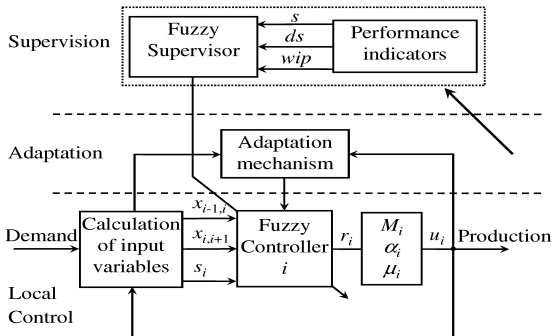 Supervision
Fuzzy
Supervisor
s
ds
wip
Performance
indicators
Adaptation
Adaptation
mechanism
Demand
Calculation
of input
variables
x_{i-1,i}
x_{i,i+1}
s_i
Fuzzy
Controller
i
r_i
M_i
α_i
μ_i
u_i
Production
Local
Control